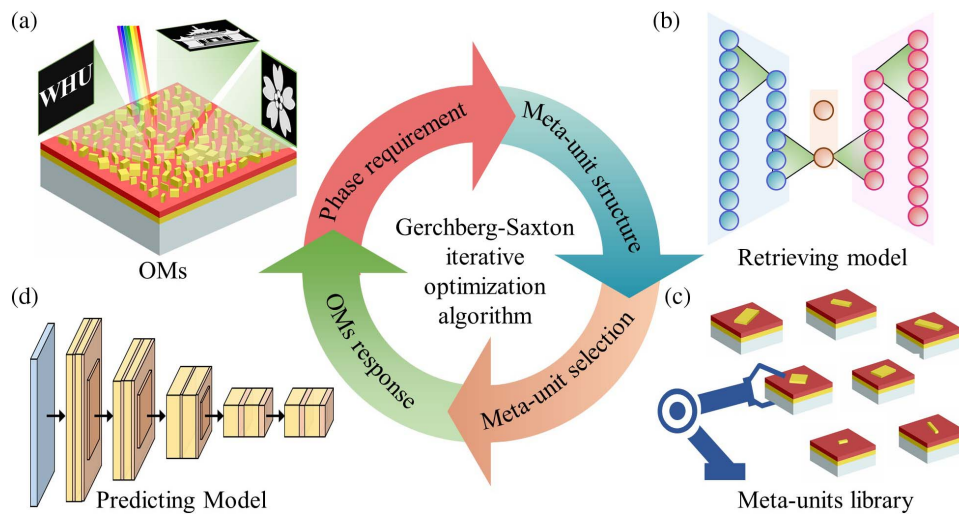 (a)
WHU
OMs
(b)
Retrieving model
Phase requirement
Meta-unit structure
Gerchberg-Saxton
iterative
optimization
algorithm
OMs response
Meta-unit selection
(d)
Predicting Model
(c)
Meta-units library